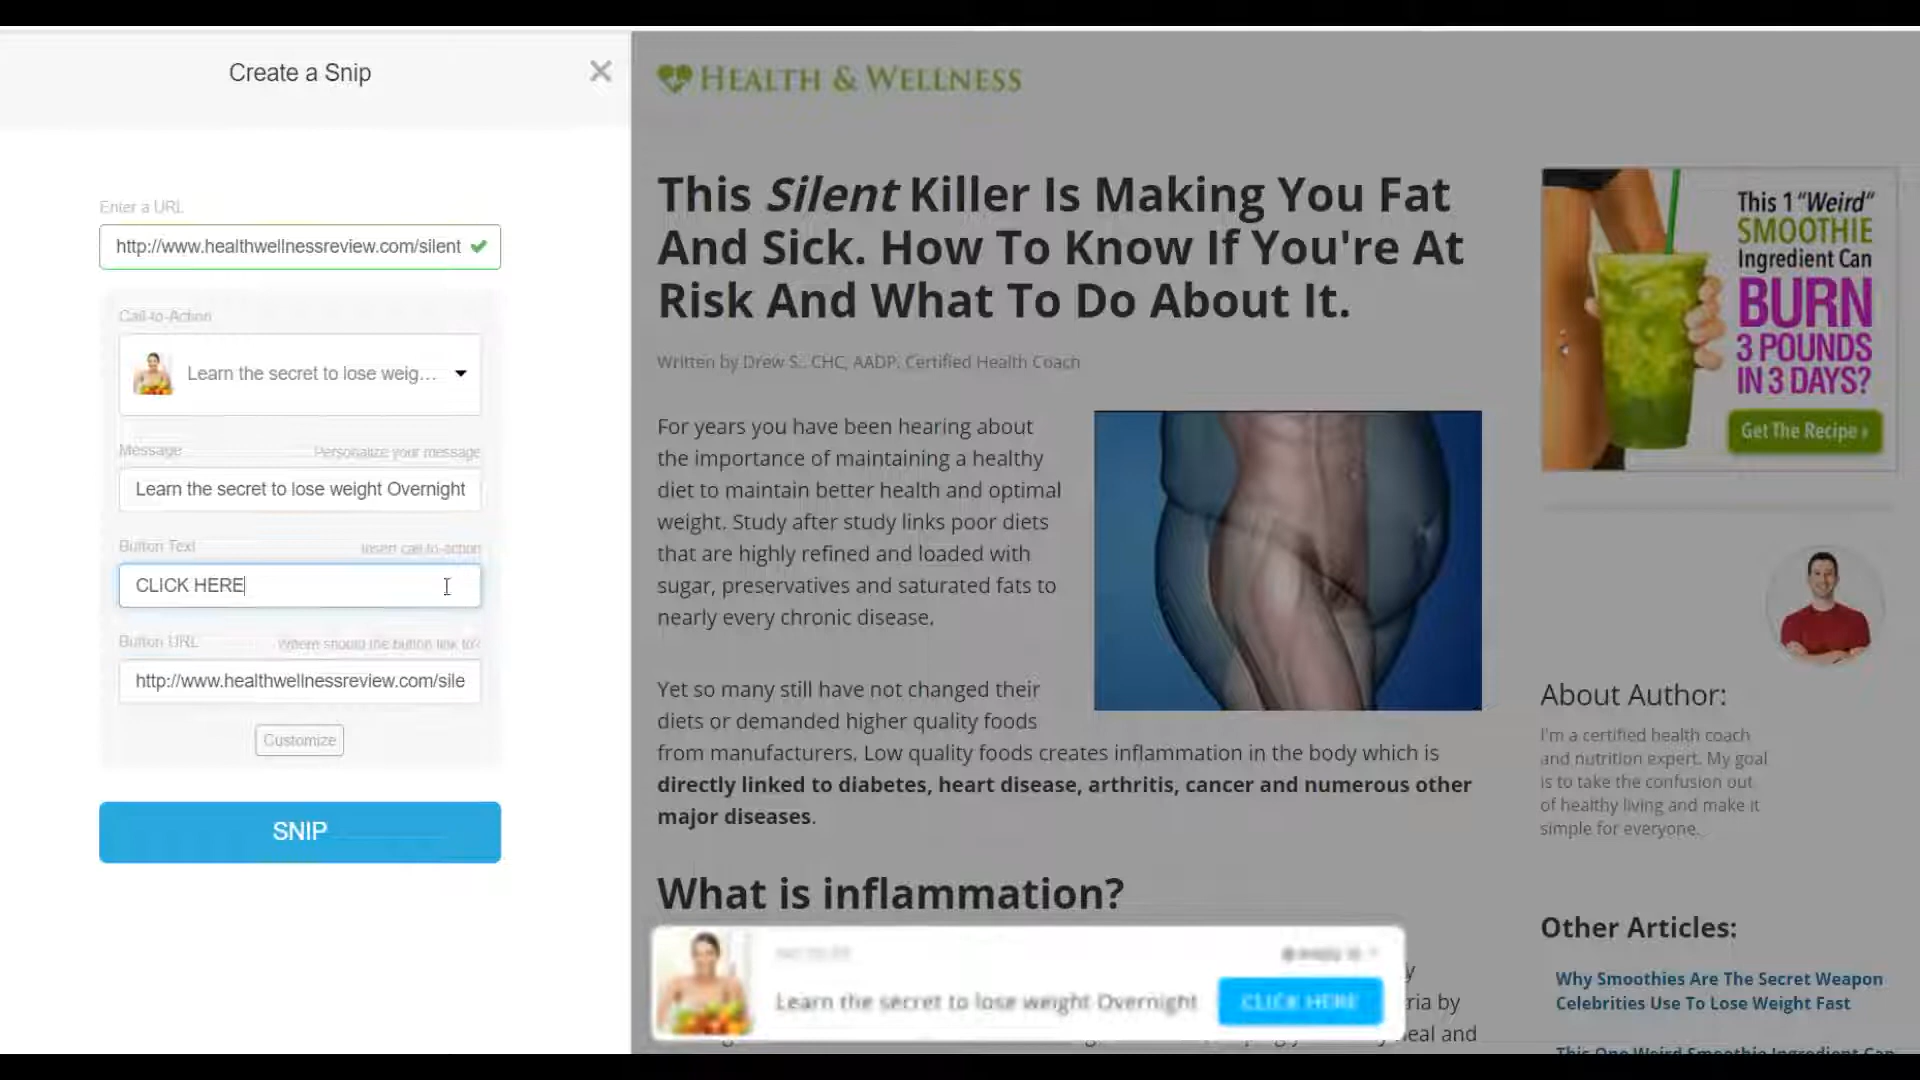 Create a Snip
Enter a URL
http://www.healthwellnessreview.com/silent
Call-to-Action
Learn the secret to lose weig...
Message
Personalize your message
Learn the secret to lose weight Overnight
Button Text
Insert call-to-action
CLICK HERE
Button URL
Where should the button link to?
http://www.healthwellnessreview.com/sile
Customize
SNIP
HEALTH & WELLNESS
This Silent Killer Is Making You Fat
And Sick. How To Know If You're At
Risk And What To Do About It.
Written by Drew S., CHC, AADP, Certified Health Coach
For years you have been hearing about
the importance of maintaining a healthy
diet to maintain better health and optimal
weight. Study after study links poor diets
that are highly refined and loaded with
sugar, preservatives and saturated fats to
nearly every chronic disease.
Yet so many still have not changed their
diets or demanded higher quality foods
from manufacturers. Low quality foods creates inflammation in the body which is
directly linked to diabetes, heart disease, arthritis, cancer and numerous other
major diseases.
What is inflammation?
Learn the secret to lose weight Overnight
CLICK HERE
y
ria by
eal and
This 1 "Weird"
SMOOTHIE
Ingredient Can
BURN
3 POUNDS
IN 3 DAYS?
Get The Recipe ›
About Author:
I'm a certified health coach
and nutrition expert. My goal
is to take the confusion out
of healthy living and make it
simple for everyone.
Other Articles:
Why Smoothies Are The Secret Weapon
Celebrities Use To Lose Weight Fast
This One Weird Smoothie Ingredient Can